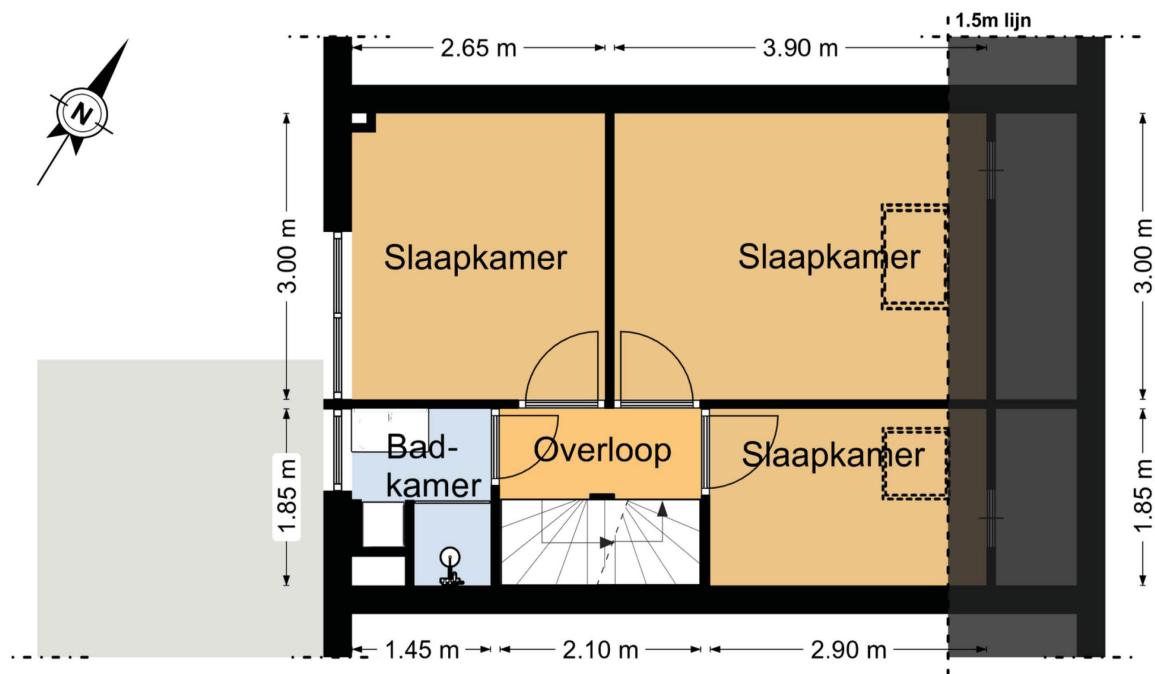 1.5m lijn
2.65 m
3.90 m
N
3.00 m
Slaapkamer
Slaapkamer
3.00 m
1.85 m
Bad-
kamer
Overloop
Slaapkamer
1.85 m
1.45 m
2.10 m
2.90 m